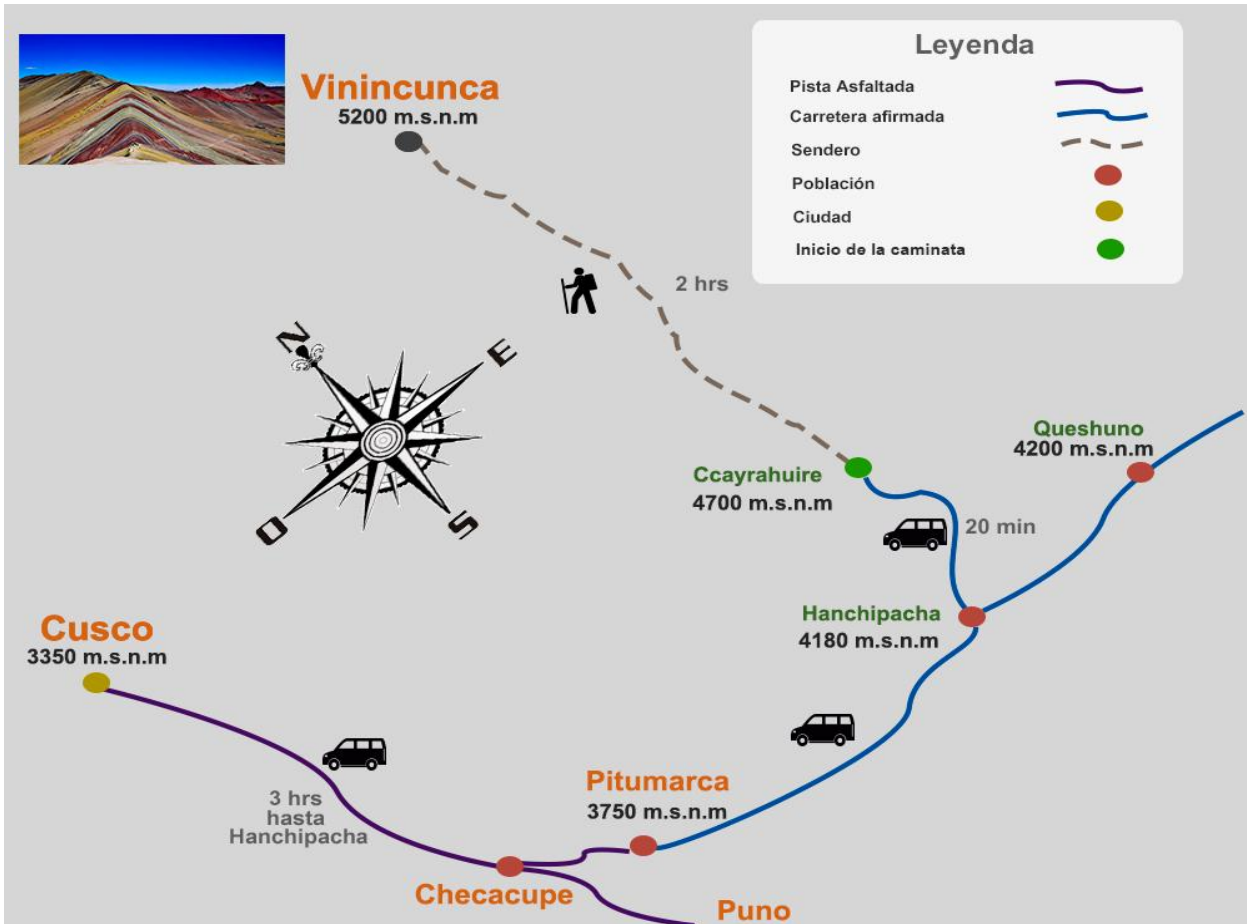 Leyenda
Pista Asfaltada
Carretera afirmada
Sendero
Población
Ciudad
Inicio de la caminata
Vinincunca
5200 m.s.n.m
2 hrs
N
E
O
S
Queshuno
4200 m.s.n.m
Ccayrahuire
4700 m.s.n.m
20 min
Hanchipacha
4180 m.s.n.m
Cusco
3350 m.s.n.m
3 hrs
hasta
Hanchipacha
Pitumarca
3750 m.s.n.m
Checacupe
Puno